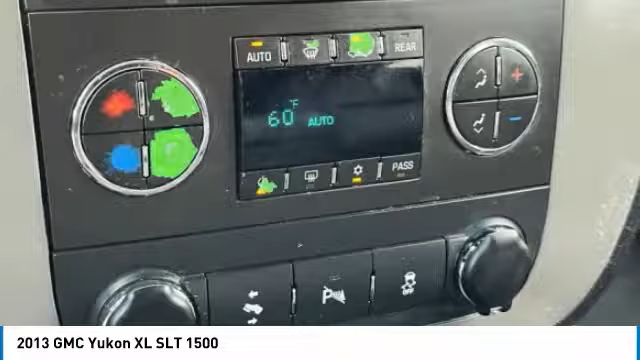 AUTO
REAR
60°F AUTO
PASS
2013 GMC Yukon XL SLT 1500